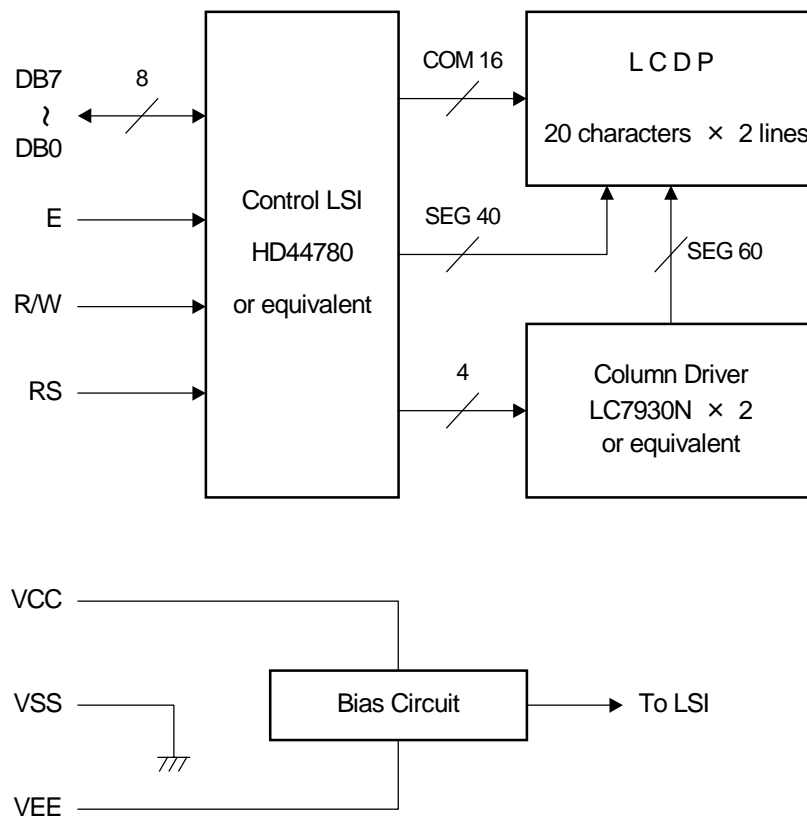 DB7
~
DB0
8
E
R/W
RS
Control LSI
HD44780
or equivalent
COM 16
SEG 40
4
L C D P
20 characters × 2 lines
SEG 60
Column Driver
LC7930N × 2
or equivalent
VCC
VSS
VEE
Bias Circuit
To LSI